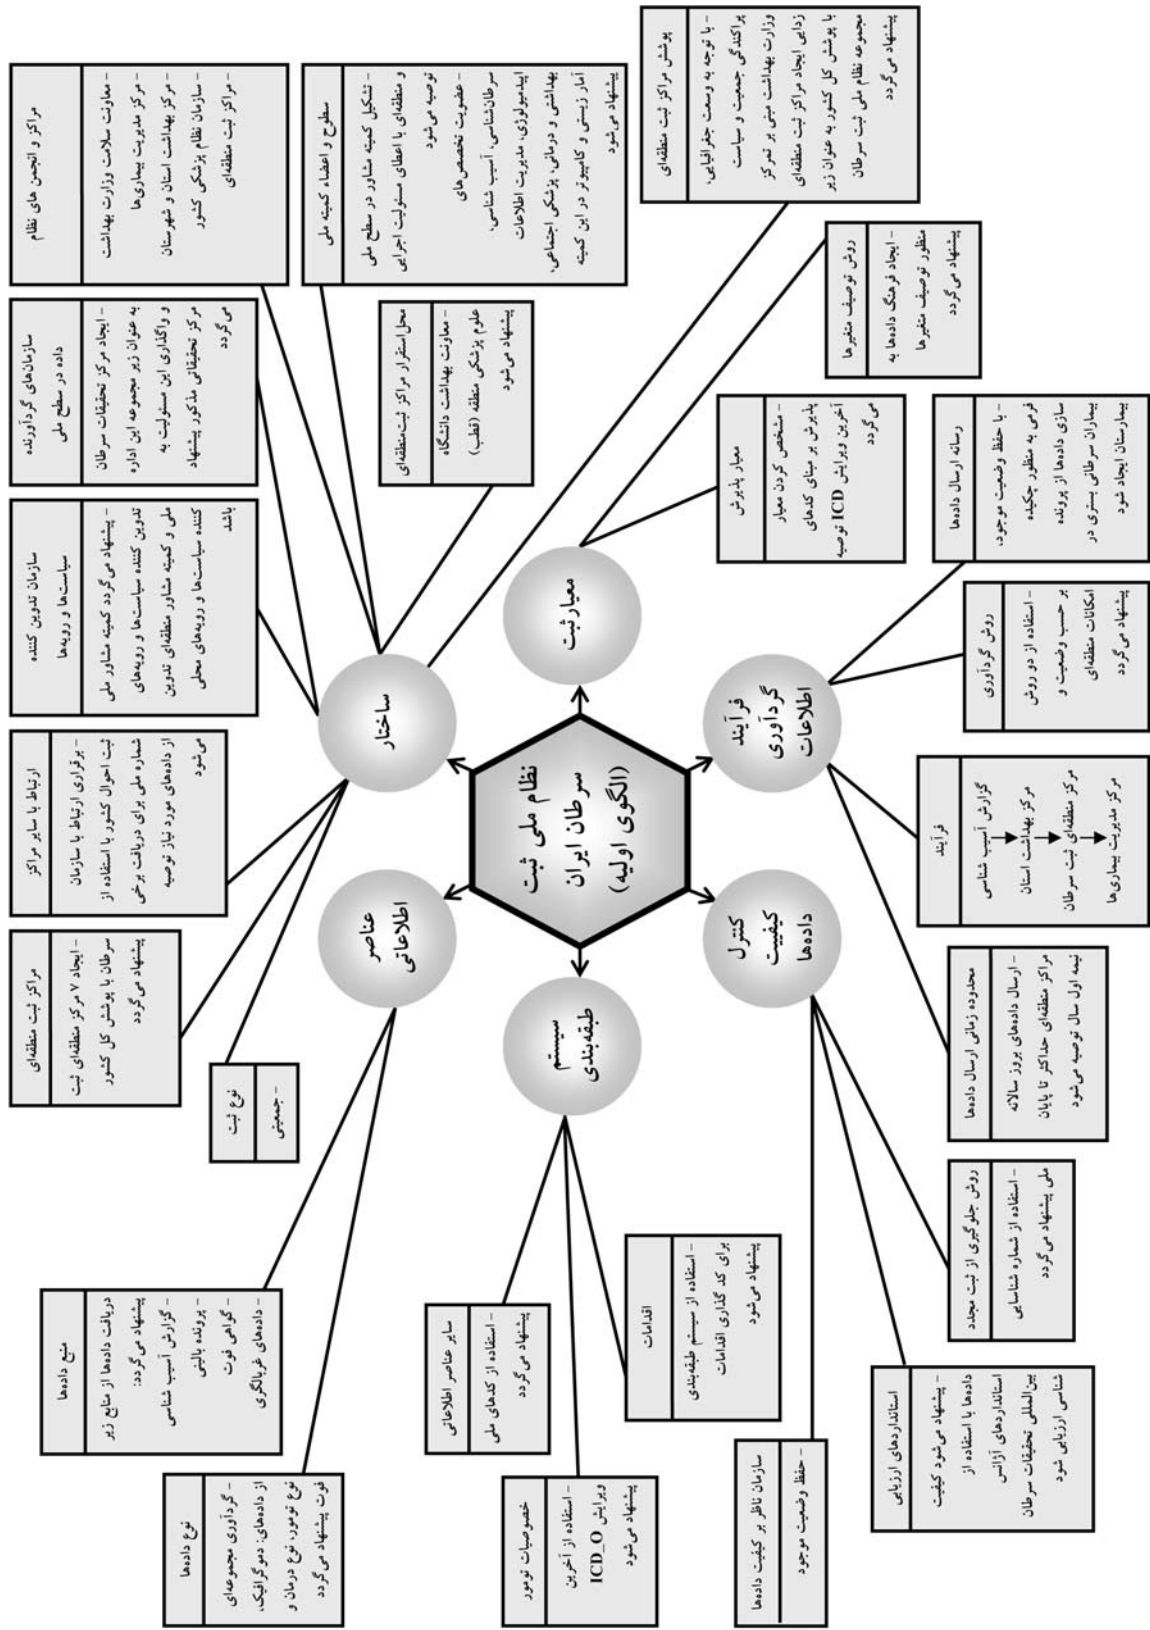 نظام ملی ثبت
سرطان ایران
(الگوی اولیه)
ساختار
مراکز و انجمن های نظام
- معاونت سلامت وزارت بهداشت
- مرکز مدیریت بیماری‌ها
- مرکز بهداشت استان و شهرستان
- سازمان نظام پزشکی کشور
- مراکز ثبت منطقه‌ای
سازمان‌های گردآورنده
داده در سطح ملی
- ایجاد مرکز تحقیقات سرطان
به عنوان زیر مجموعه این اداره
و واگذاری این مسئولیت به
مرکز تحقیقاتی مذکور پیشنهاد
می‌گردد
سازمان تدوین کننده
سیاست‌ها و رویه‌ها
- پیشنهاد می‌گردد کمیته مشاور ملی
تدوین کننده سیاست‌ها و رویه‌های
ملی و کمیته مشاور منطقه‌ای تدوین
کننده سیاست‌ها و رویه‌های محلی
باشد
ارتباط با سایر مراکز
- برقراری ارتباط با سازمان
ثبت احوال کشور با استفاده از
شماره ملی برای دریافت برخی
از داده‌های مورد نیاز توصیه
می‌شود
مراکز ثبت منطقه‌ای
- ایجاد ۷ مرکز منطقه‌ای ثبت
سرطان با پوشش کل کشور
پیشنهاد می‌گردد
نوع ثبت
- جمعیتی
سطوح و اعضاء کمیته ملی
- تشکیل کمیته مشاور در سطح ملی
و منطقه‌ای با اعطای مسئولیت اجرایی
توصیه می‌شود
- عضویت تخصص‌های
سرطان‌شناسی، آسیب شناسی،
اپیدمیولوژی، مدیریت اطلاعات
بهداشتی و درمانی، پزشکی اجتماعی،
آمار زیستی و کامپیوتر در این کمیته
پیشنهاد می‌شود
محل استقرار مراکز ثبت‌منطقه‌ای
- معاونت بهداشت دانشگاه
علوم پزشکی منطقه (قطب)
پیشنهاد می‌شود
پوشش مراکز ثبت منطقه‌ای
- با توجه به وسعت جغرافیایی،
پراکندگی جمعیت و سیاست
وزارت بهداشت مبنی بر تمرکز
زدایی ایجاد مراکز ثبت منطقه‌ای
با پوشش کل کشور به عنوان زیر
مجموعه نظام ملی ثبت سرطان
پیشنهاد می‌گردد
معیار ثبت
روش توصیف متغیرها
- ایجاد فرهنگ داده‌ها به
منظور توصیف متغیرها
پیشنهاد می‌گردد
معیار پذیرش
- مشخص کردن معیار
پذیرش بر مبنای کدهای
آخرین ویرایش ICD توصیه
می‌گردد
فرآیند
گردآوری
اطلاعات
رسانه ارسال داده‌ها
- با حفظ وضعیت موجود،
فرمی به منظور چکیده
سازی داده‌ها از پرونده
بیماران سرطانی بستری در
بیمارستان ایجاد شود
روش گردآوری
- استفاده از دو روش
بر حسب وضعیت و
امکانات منطقه‌ای
پیشنهاد می‌گردد
فرآیند
گزارش آسیب شناسی
مرکز بهداشت استان
مرکز منطقه‌ای ثبت سرطان
مرکز مدیریت بیماری‌ها
محدوده زمانی ارسال داده‌ها
- ارسال داده‌های بروز سالانه
مراکز منطقه‌ای حداکثر تا پایان
نیمه اول سال توصیه می‌شود
کنترل
کیفییت
داده‌ها
روش جلوگیری از ثبت مجدد
- استفاده از شماره شناسایی
ملی پیشنهاد می‌گردد
استانداردهای ارزیابی
- پیشنهاد می‌شود کیفیت
داده‌ها با استفاده از
استانداردهای آژانس
بین‌المللی تحقیقات سرطان
شناسی ارزیابی شود
سازمان ناظر بر کیفیت داده‌ها
- حفظ وضعیت موجود
سیستم
طبقه‌بندی
اقدامات
- استفاده از سیستم طبقه‌بندی
برای کد گذاری اقدامات
پیشنهاد می‌شود
سایر عناصر اطلاعاتی
- استفاده از کدهای ملی
پیشنهاد می‌گردد
خصوصیات تومور
- استفاده از آخرین
ویرایش ICD_O
پیشنهاد می‌شود
عناصر
اطلاعاتی
منبع داده‌ها
دریافت داده‌ها از منابع زیر
پیشنهاد می‌گردد:
- گزارش آسیب شناسی
- پرونده بالینی
- گواهی فوت
- داده‌های غربالگری
نوع داده‌ها
- گردآوری مجموعه‌ای
از داده‌های: دموگرافیک،
نوع تومور، نوع درمان و
فوت پیشنهاد می‌گردد